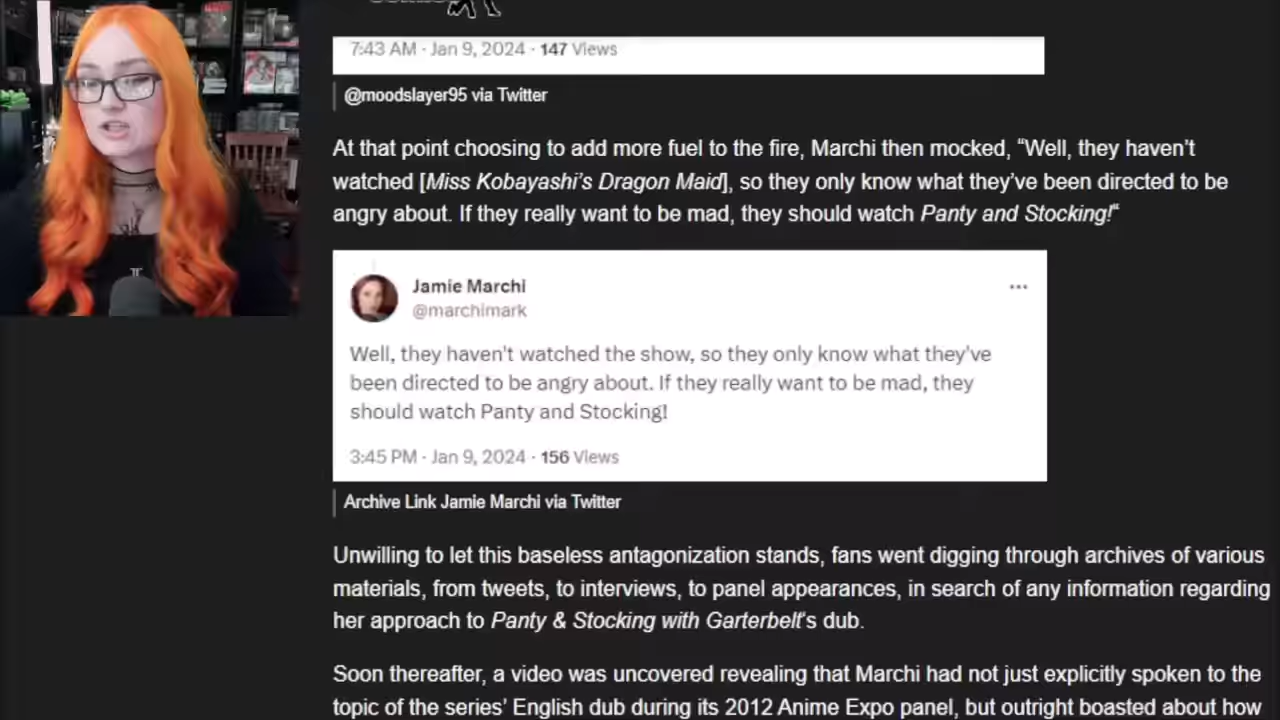 7:43 AM · Jan 9, 2024 · 147 Views
@moodslayer95 via Twitter
At that point choosing to add more fuel to the fire, Marchi then mocked, “Well, they haven’t
watched [Miss Kobayashi’s Dragon Maid], so they only know what they’ve been directed to be
angry about. If they really want to be mad, they should watch Panty and Stocking!“
Jamie Marchi
@marchimark
Well, they haven't watched the show, so they only know what they've
been directed to be angry about. If they really want to be mad, they
should watch Panty and Stocking!
3:45 PM · Jan 9, 2024 · 156 Views
Archive Link Jamie Marchi via Twitter
Unwilling to let this baseless antagonization stands, fans went digging through archives of various
materials, from tweets, to interviews, to panel appearances, in search of any information regarding
her approach to Panty & Stocking with Garterbelt‘s dub.
Soon thereafter, a video was uncovered revealing that Marchi had not just explicitly spoken to the
topic of the series’ English dub during its 2012 Anime Expo panel, but outright boasted about how